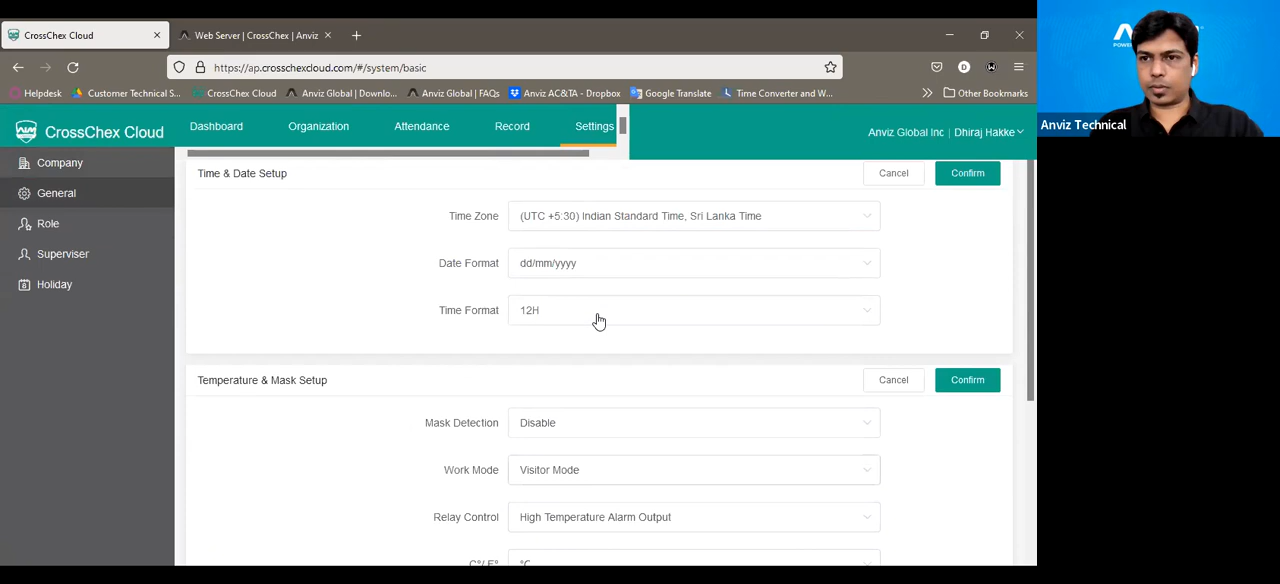 CrossChex Cloud
Web Server | CrossChex | Anviz
https://ap.crosschexcloud.com/#/system/basic
Helpdesk
Customer Technical S...
CrossChex Cloud
Anviz Global | Downlo...
Anviz Global | FAQs
Anviz AC&TA - Dropbox
Google Translate
Time Converter and W...
Other Bookmarks
CrossChex Cloud
Dashboard
Organization
Attendance
Record
Settings
Anviz Global Inc | Dhiraj Hakke
Anviz Technical
Company
General
Role
Superviser
Holiday
Time & Date Setup
Cancel
Confirm
Time Zone
(UTC +5:30) Indian Standard Time, Sri Lanka Time
Date Format
dd/mm/yyyy
Time Format
12H
Temperature & Mask Setup
Cancel
Confirm
Mask Detection
Disable
Work Mode
Visitor Mode
Relay Control
High Temperature Alarm Output
C°/ F°
°C